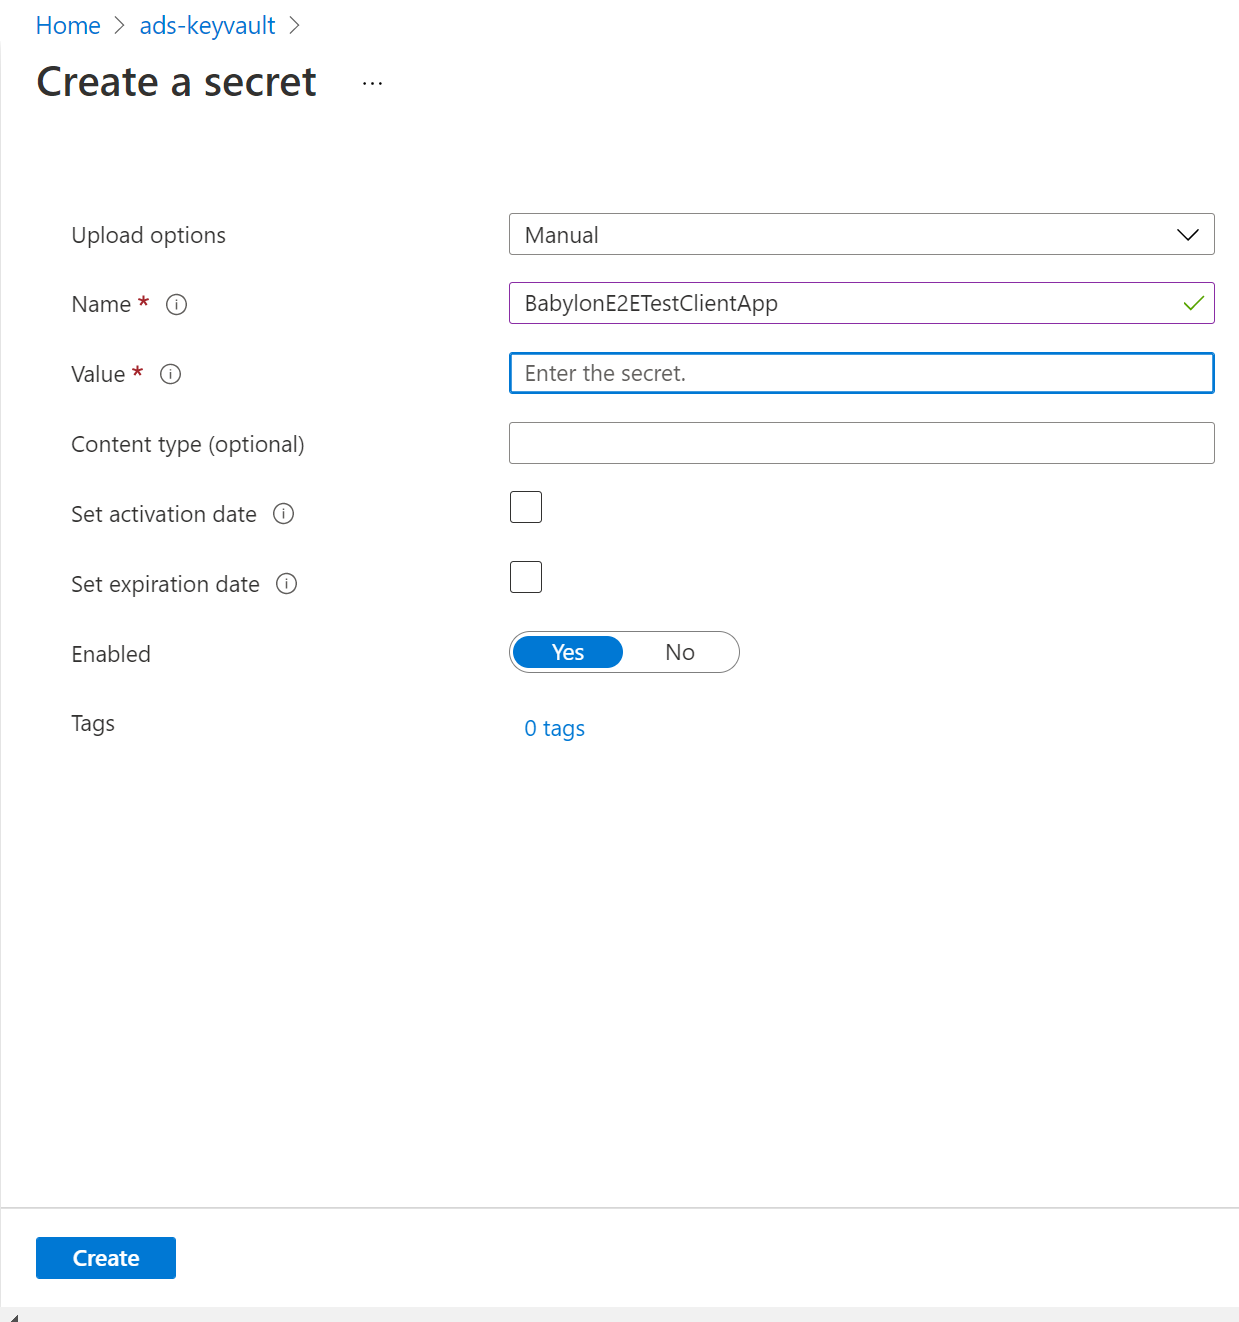 Home > ads-keyvault >
Create a secret ...
Upload options Manual
Name * BabylonE2ETestClientApp
Value * Enter the secret.
Content type (optional)
Set activation date
Set expiration date
Enabled Yes No
Tags 0 tags
Create